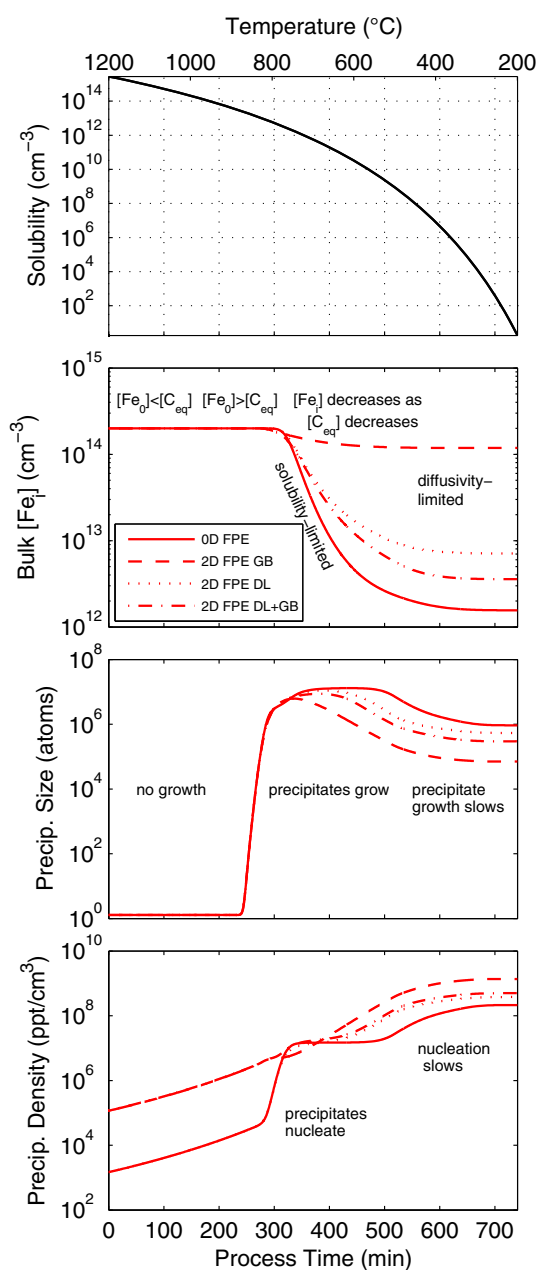 Temperature (°C)
1200 1000 800 600 400 200
Solubility (cm⁻³)
10¹⁴
10¹²
10¹⁰
10⁸
10⁶
10⁴
10²
Bulk [Feᵢ] (cm⁻³)
10¹⁵
10¹⁴
10¹³
10¹²
[Fe₀]<[C_eq] [Fe₀]>[C_eq] [Feᵢ] decreases as
[C_eq] decreases
solubility-limited
diffusivity-
limited
0D FPE
2D FPE GB
2D FPE DL
2D FPE DL+GB
Precip. Size (atoms)
10⁸
10⁶
10⁴
10²
10⁰
no growth
precipitates grow
precipitate
growth slows
Precip. Density (ppt/cm³)
10¹⁰
10⁸
10⁶
10⁴
10²
precipitates
nucleate
nucleation
slows
0 100 200 300 400 500 600 700
Process Time (min)